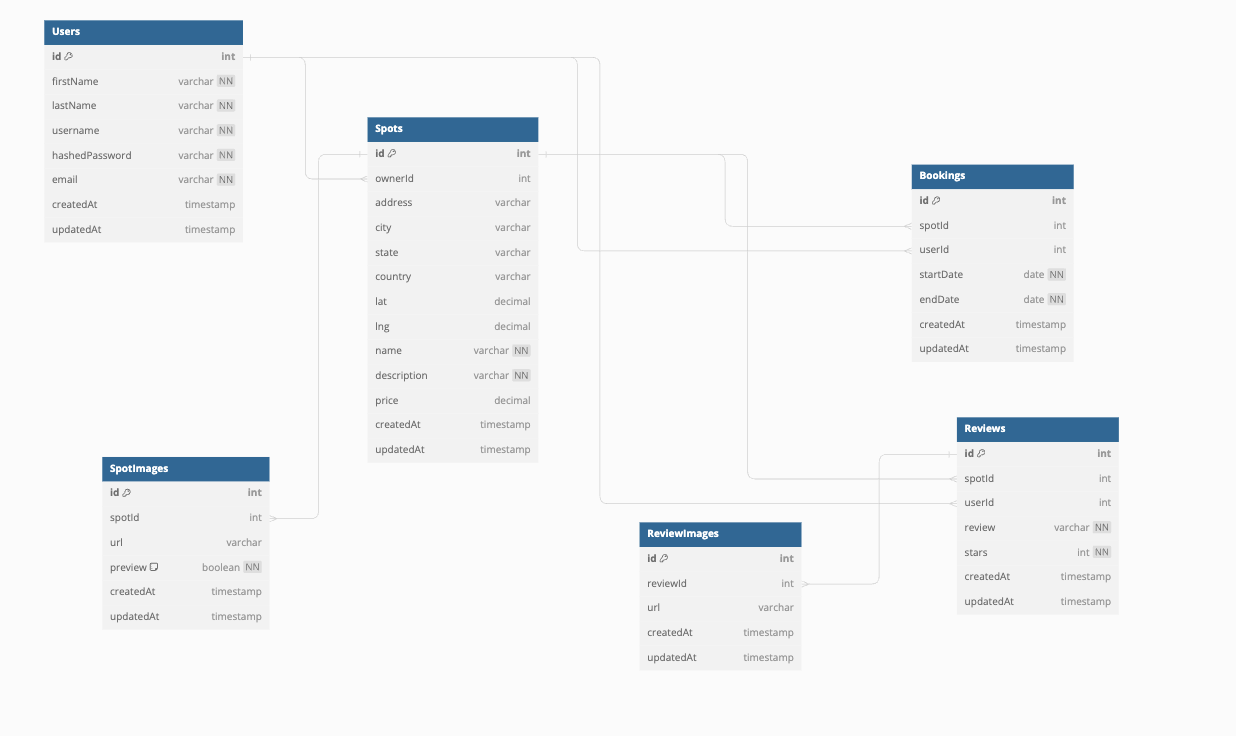 Users
id int
firstName varchar NN
lastName varchar NN
username varchar NN
hashedPassword varchar NN
email varchar NN
createdAt timestamp
updatedAt timestamp
Spots
id int
ownerId int
address varchar
city varchar
state varchar
country varchar
lat decimal
lng decimal
name varchar NN
description varchar NN
price decimal
createdAt timestamp
updatedAt timestamp
Bookings
id int
spotId int
userId int
startDate date NN
endDate date NN
createdAt timestamp
updatedAt timestamp
SpotImages
id int
spotId int
url varchar
preview boolean NN
createdAt timestamp
updatedAt timestamp
ReviewImages
id int
reviewId int
url varchar
createdAt timestamp
updatedAt timestamp
Reviews
id int
spotId int
userId int
review varchar NN
stars int NN
createdAt timestamp
updatedAt timestamp